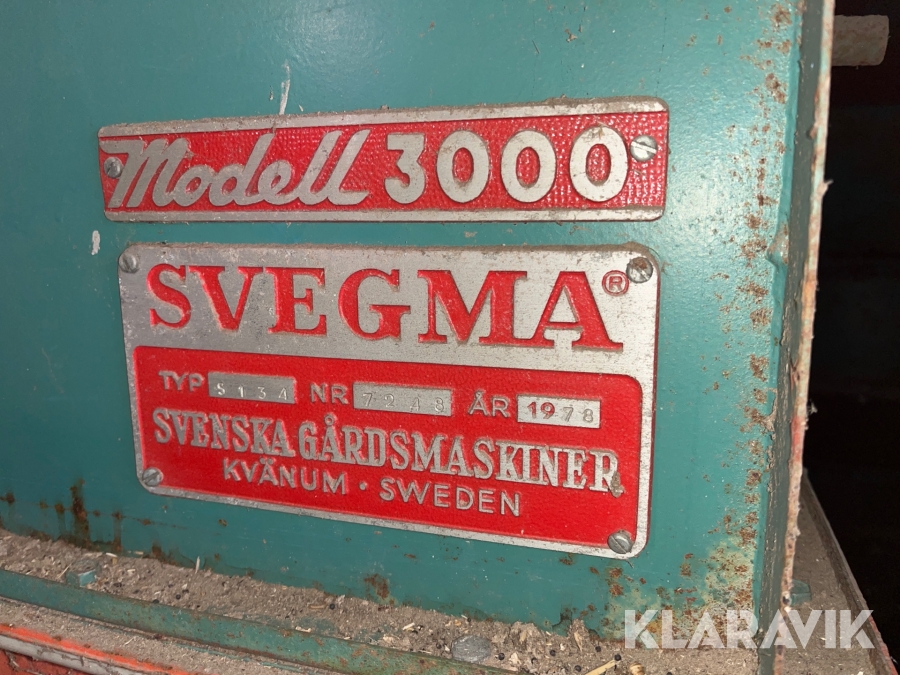 Modell 3000
SVEGMA®
TYP 5134 NR 7248 ÅR 1978
SVENSKA GÅRDSMASKINER
KVÄNUM · SWEDEN
KLARAVIK